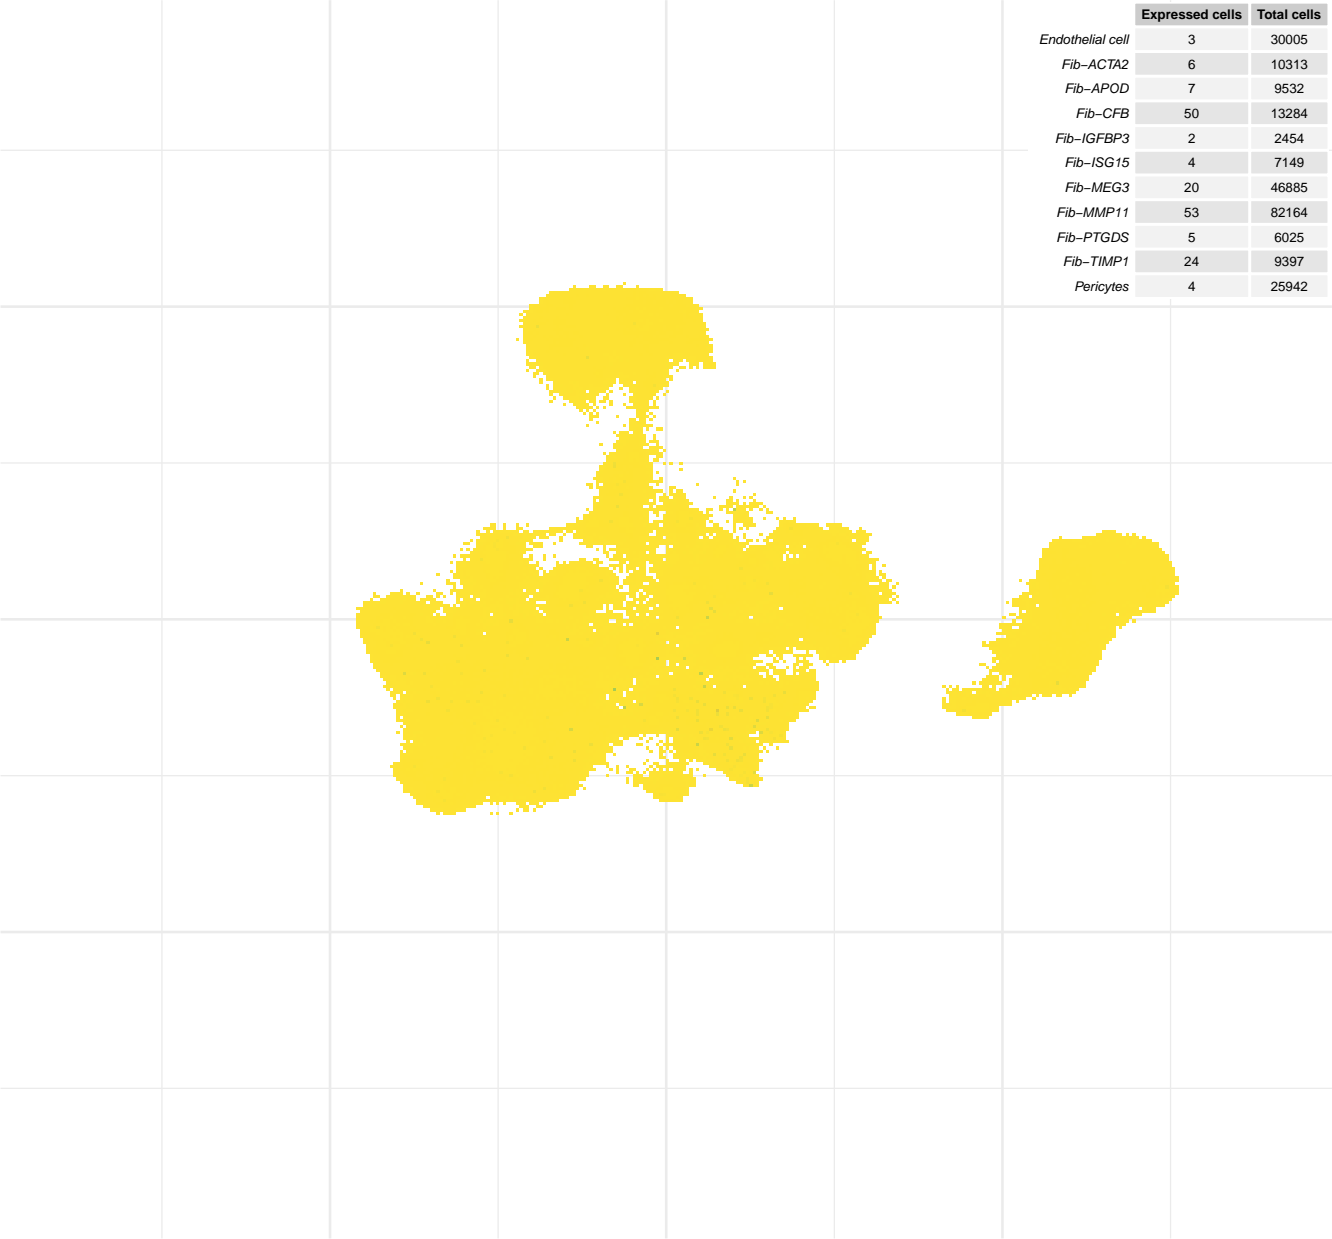 Expressed cells Total cells
Endothelial cell 3 30005
Fib−ACTA2 6 10313
Fib−APOD 7 9532
Fib−CFB 50 13284
Fib−IGFBP3 2 2454
Fib−ISG15 4 7149
Fib−MEG3 20 46885
Fib−MMP11 53 82164
Fib−PTGDS 5 6025
Fib−TIMP1 24 9397
Pericytes 4 25942